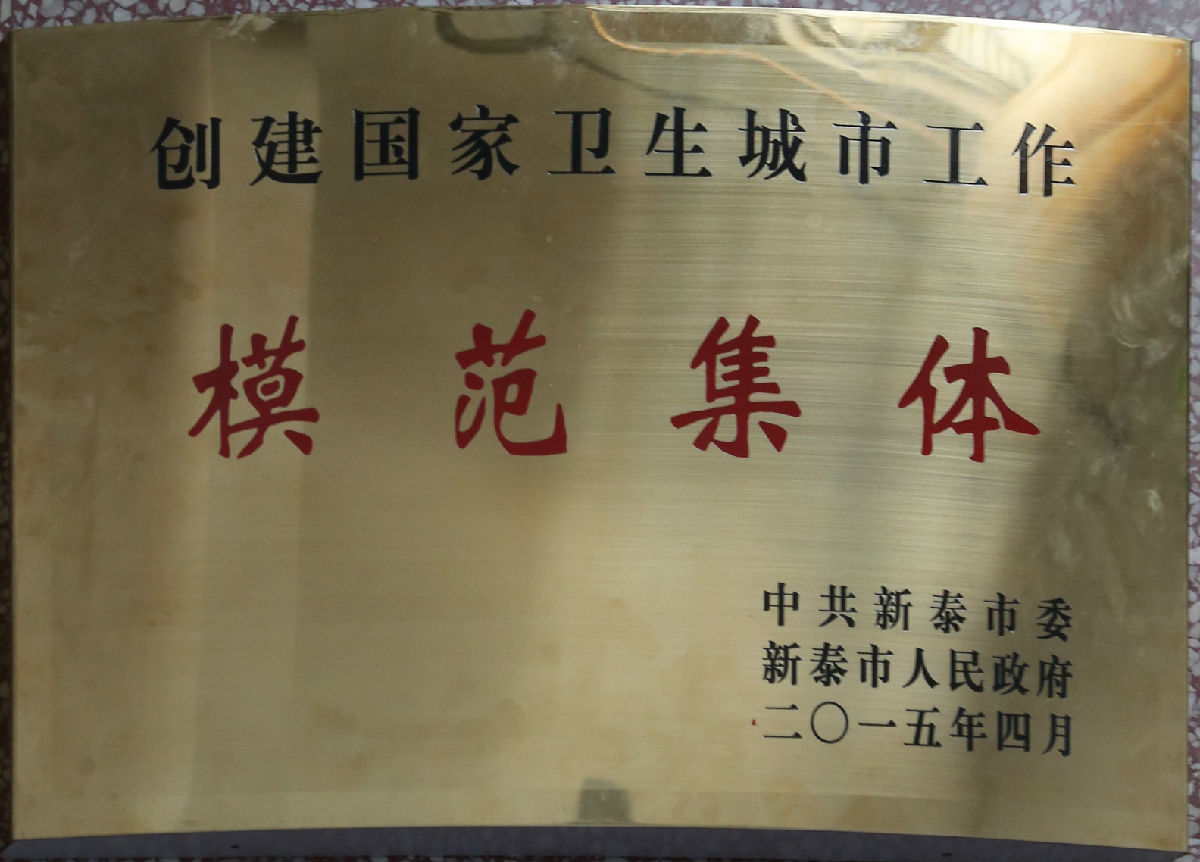 创建国家卫生城市工作
模范集体
中共新泰市委
新泰市人民政府
二〇一五年四月